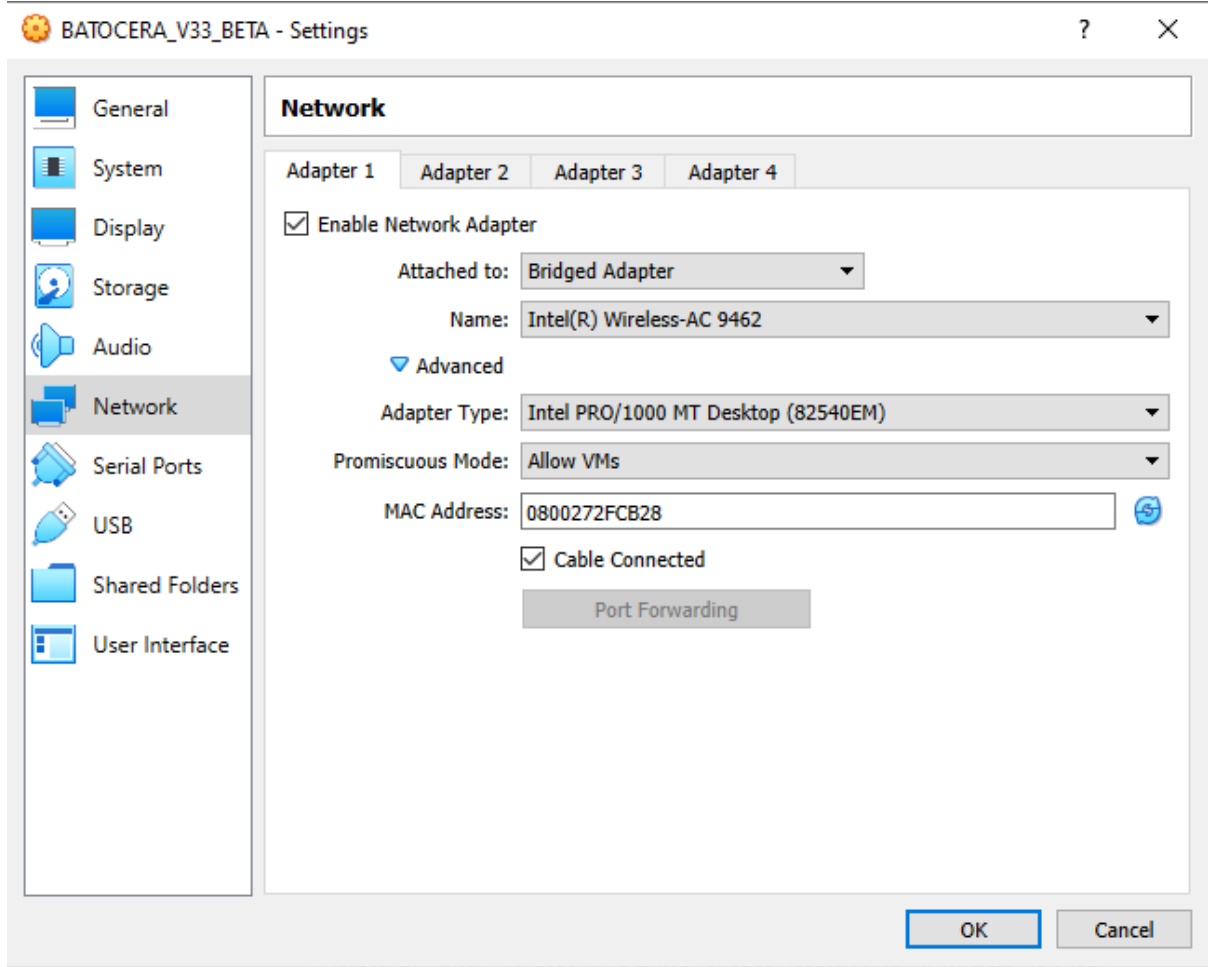 BATOCERA_V33_BETA - Settings ? ×
General
System
Display
Storage
Audio
Network
Serial Ports
USB
Shared Folders
User Interface
Network
Adapter 1 Adapter 2 Adapter 3 Adapter 4
Enable Network Adapter
Attached to: Bridged Adapter
Name: Intel(R) Wireless-AC 9462
Advanced
Adapter Type: Intel PRO/1000 MT Desktop (82540EM)
Promiscuous Mode: Allow VMs
MAC Address: 0800272FCB28
Cable Connected
Port Forwarding
OK Cancel